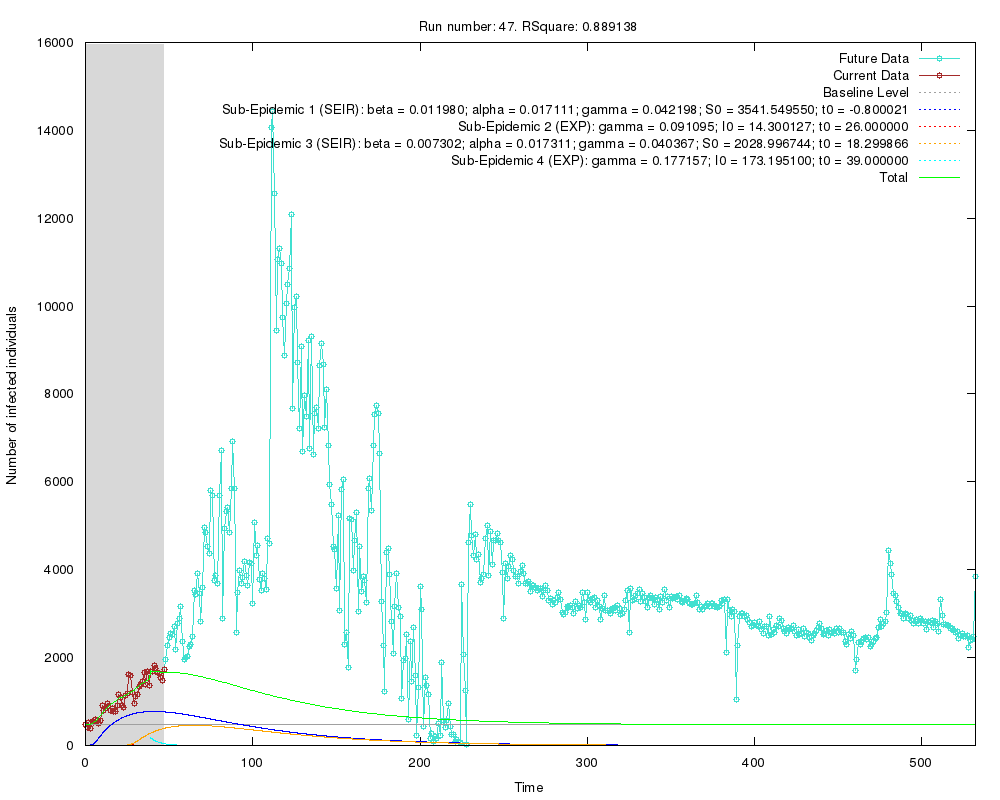 Run number: 47. RSquare: 0.889138
16000
14000
12000
10000
8000
6000
4000
2000
0
Number of infected individuals
Future Data
Current Data
Baseline Level
Sub-Epidemic 1 (SEIR): beta = 0.011980; alpha = 0.017111; gamma = 0.042198; S0 = 3541.549550; t0 = -0.800021
Sub-Epidemic 2 (EXP): gamma = 0.091095; I0 = 14.300127; t0 = 26.000000
Sub-Epidemic 3 (SEIR): beta = 0.007302; alpha = 0.017311; gamma = 0.040367; S0 = 2028.996744; t0 = 18.299866
Sub-Epidemic 4 (EXP): gamma = 0.177157; I0 = 173.195100; t0 = 39.000000
Total
0 100 200 300 400 500
Time